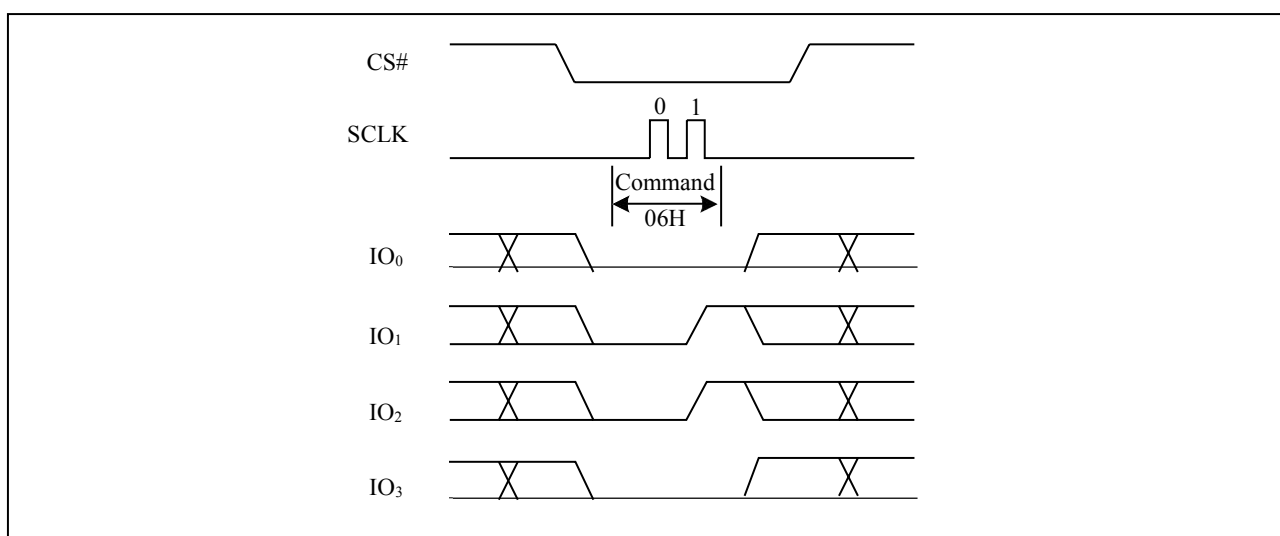 CS#
0 1
SCLK
Command
06H
IO₀
IO₁
IO₂
IO₃